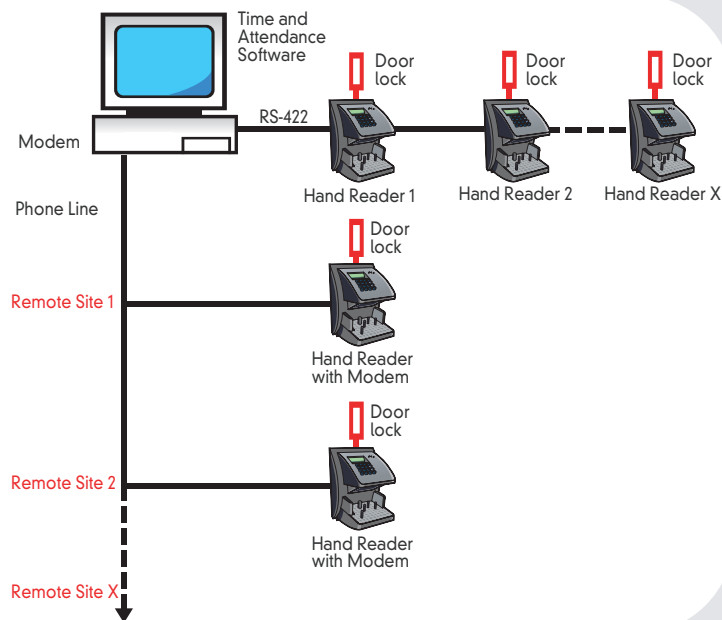 Time and
Attendance
Software
Door
lock
Door
lock
Door
lock
RS-422
Modem
Hand Reader 1
Hand Reader 2
Hand Reader X
Phone Line
Door
lock
Remote Site 1
Hand Reader
with Modem
Door
lock
Remote Site 2
Hand Reader
with Modem
Remote Site X